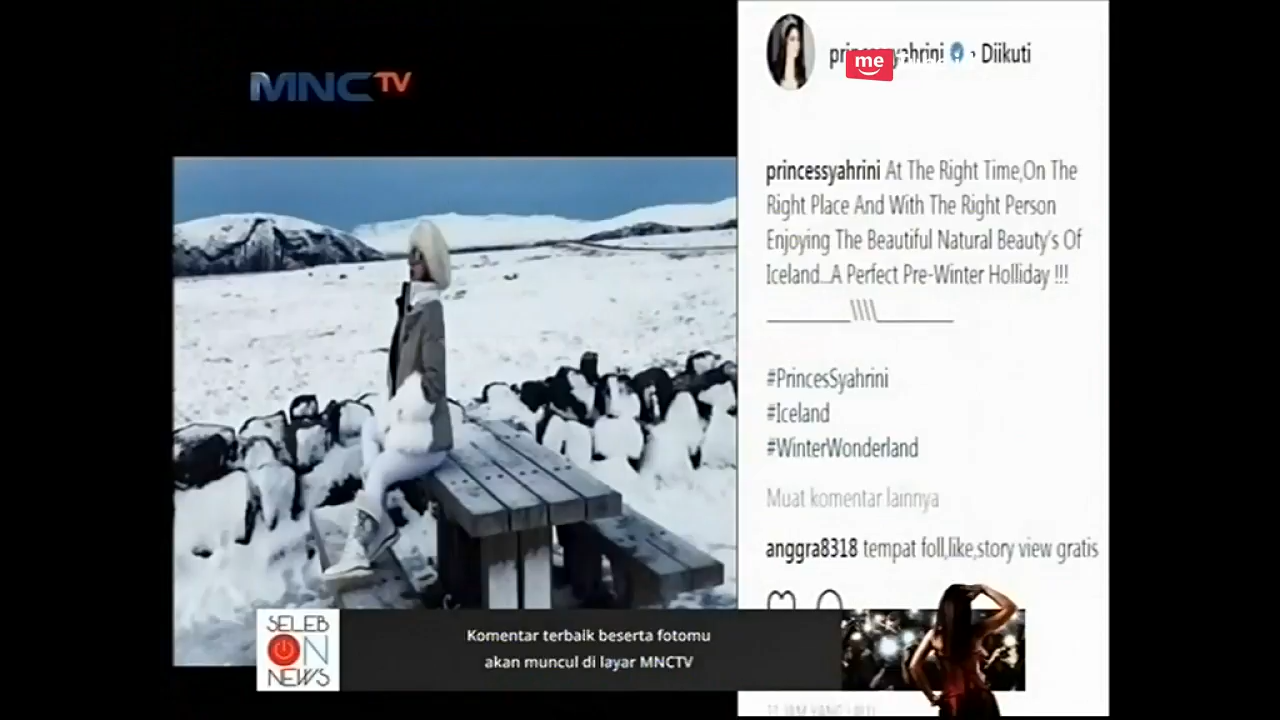 MNCTV
princessyahrini • Diikuti
me
princessyahrini At The Right Time,On The
Right Place And With The Right Person
Enjoying The Beautiful Natural Beauty's Of
Iceland...A Perfect Pre-Winter Holliday !!!
_________\\\\_________
#PrincesSyahrini
#Iceland
#WinterWonderland
Muat komentar lainnya
anggra8318 tempat foll,like,story view gratis
SELEB
ON
NEWS
Komentar terbaik beserta fotomu
akan muncul di layar MNCTV